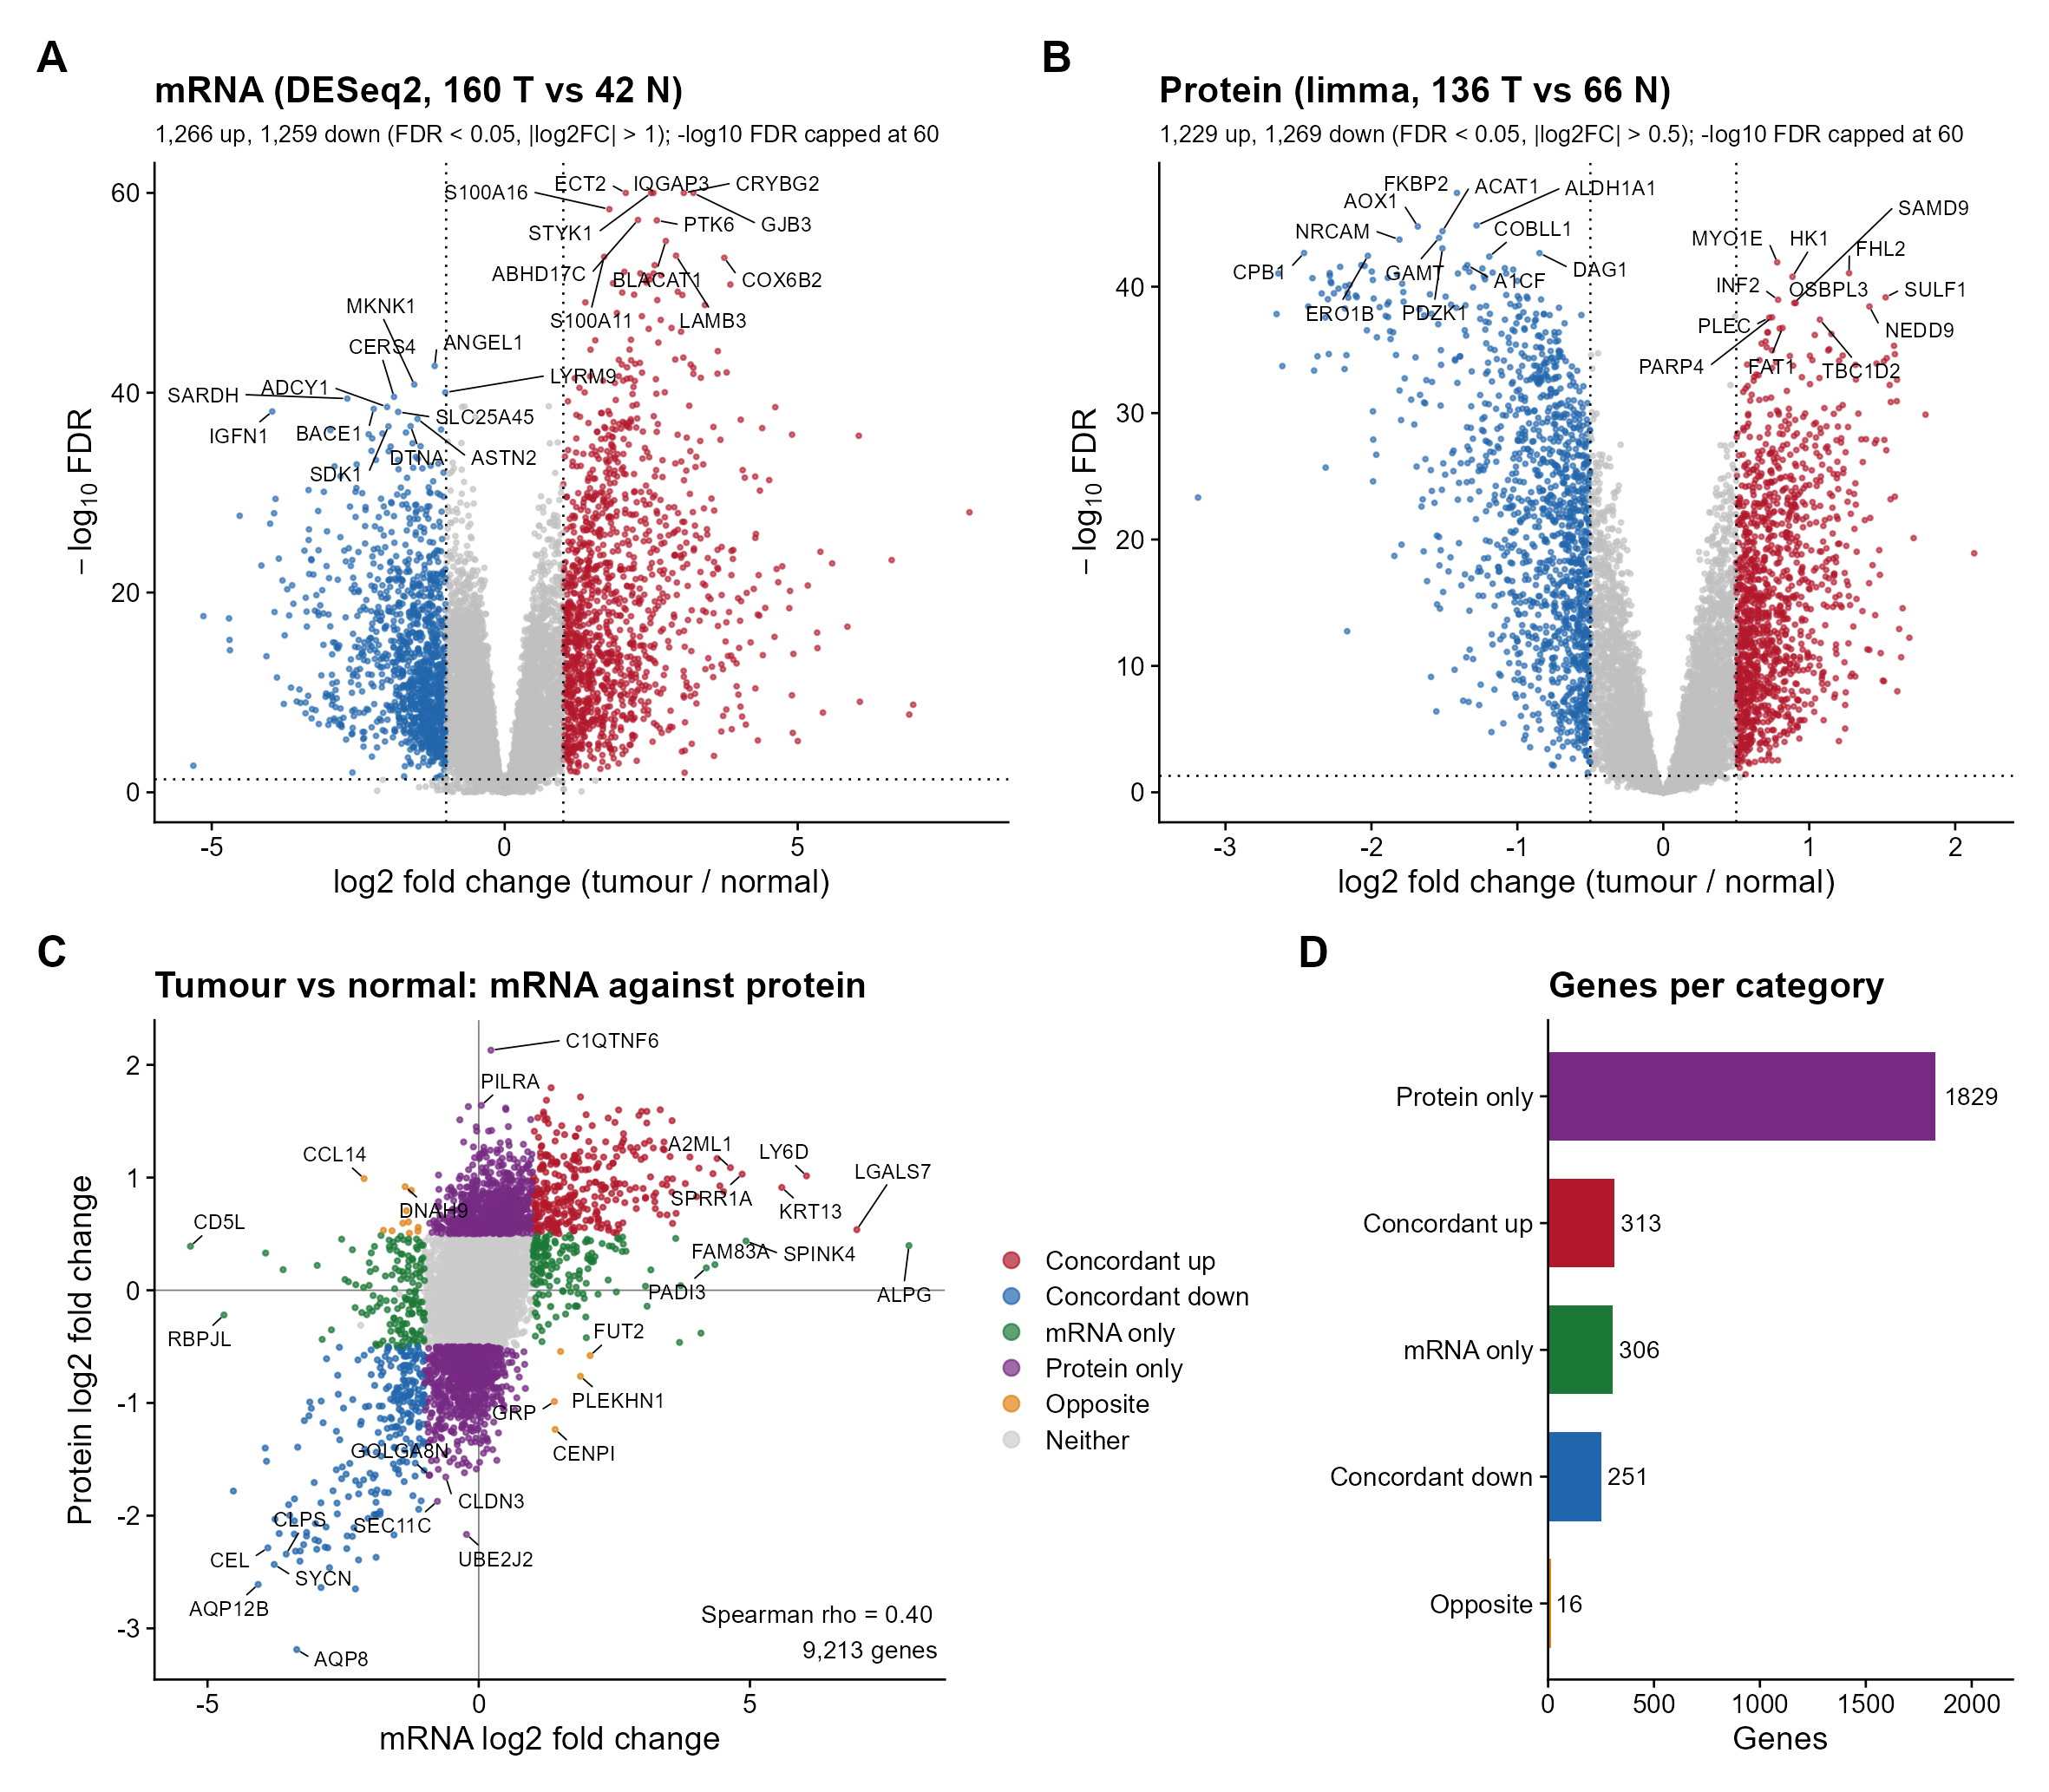 A
mRNA (DESeq2, 160 T vs 42 N)
1,266 up, 1,259 down (FDR < 0.05, |log2FC| > 1); -log10 FDR capped at 60
60
40
20
0
-5
0
5
−log10 FDR
log2 fold change (tumour / normal)
S100A16
ECT2
IQGAP3
CRYBG2
STYK1
PTK6
GJB3
ABHD17C
BLACAT1
COX6B2
S100A11
LAMB3
MKNK1
CERS4
ANGEL1
SARDH
ADCY1
LYRM9
IGFN1
BACE1
SLC25A45
SDK1
DTNA
ASTN2
B
Protein (limma, 136 T vs 66 N)
1,229 up, 1,269 down (FDR < 0.05, |log2FC| > 0.5); -log10 FDR capped at 60
40
30
20
10
0
-3
-2
-1
0
1
2
−log10 FDR
log2 fold change (tumour / normal)
FKBP2
ACAT1
ALDH1A1
AOX1
NRCAM
COBLL1
CPB1
GAMT
A1CF
DAG1
ERO1B
PDZK1
SAMD9
MYO1E
HK1
FHL2
INF2
OSBPL3
SULF1
PLEC
NEDD9
PARP4
FAT1
TBC1D2
C
Tumour vs normal: mRNA against protein
2
1
0
-1
-2
-3
-5
0
5
Protein log2 fold change
mRNA log2 fold change
C1QTNF6
PILRA
CCL14
A2ML1
LY6D
LGALS7
DNAH9
SPRR1A
KRT13
CD5L
FAM83A
SPINK4
PADI3
ALPG
RBPJL
FUT2
GRP
PLEKHN1
GOLGA8N
CENPI
CLDN3
CLPS
SEC11C
CEL
UBE2J2
SYCN
AQP12B
AQP8
Spearman rho = 0.40
9,213 genes
Concordant up
Concordant down
mRNA only
Protein only
Opposite
Neither
D
Genes per category
Protein only
1829
Concordant up
313
mRNA only
306
Concordant down
251
Opposite
16
0
500
1000
1500
2000
Genes